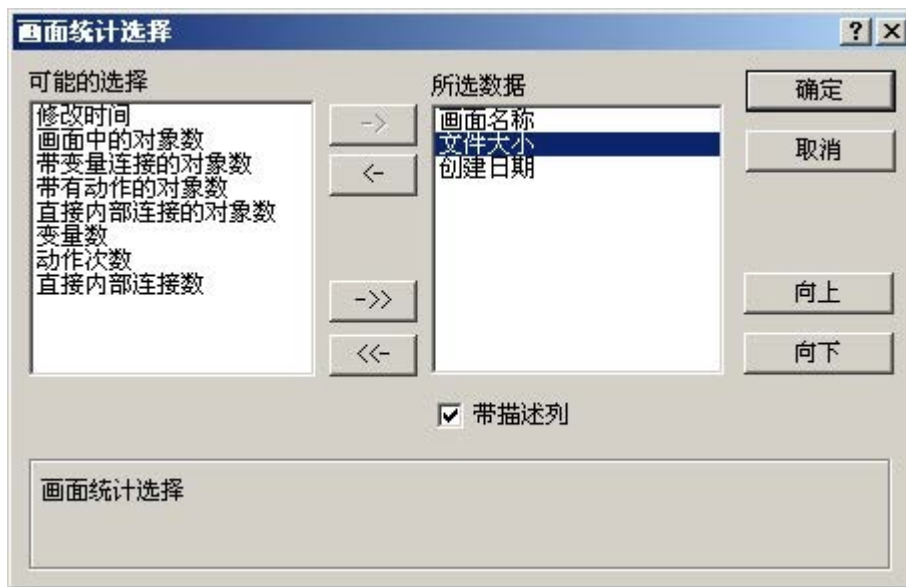 画面统计选择
可能的选择
修改时间
画面中的对象数
带变量连接的对象数
带有动作的对象数
直接内部连接的对象数
变量数
动作次数
直接内部连接数
->
<-
->>
<<-
所选数据
画面名称
文件大小
创建日期
带描述列
确定
取消
向上
向下
画面统计选择